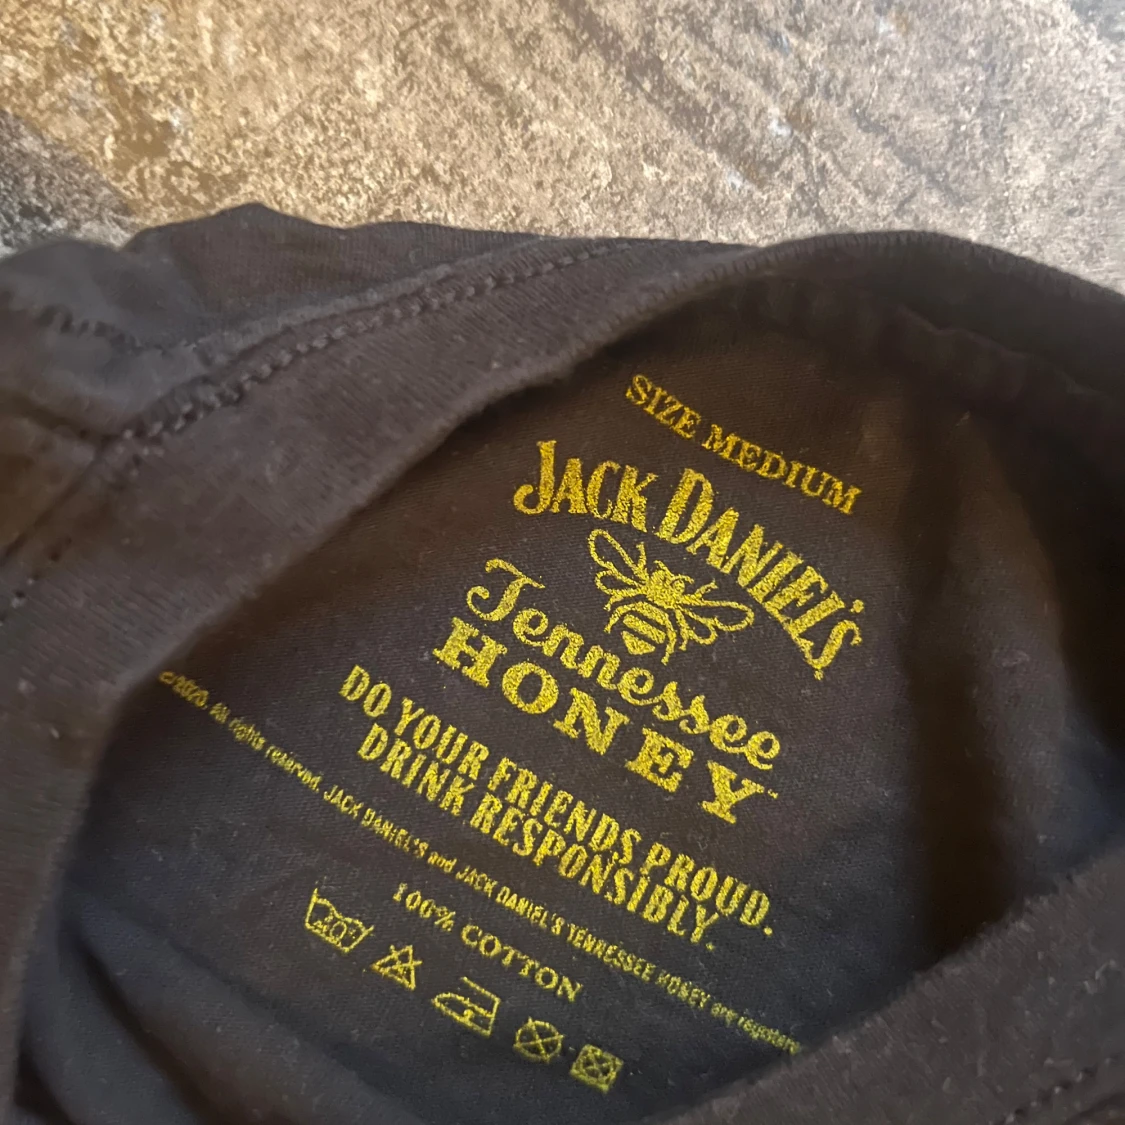 SIZE MEDIUM
JACK DANIEL'S
Tennessee
HONEY
DO YOUR FRIENDS PROUD.
DRINK RESPONSIBLY.
All rights reserved. JACK DANIEL'S and JACK DANIEL'S TENNESSEE HONEY are registere
100% COTTON